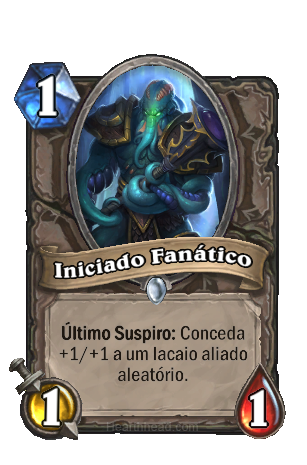 1
Iniciado Fanático
Último Suspiro: Conceda
+1/+1 a um lacaio aliado
aleatório.
1
1